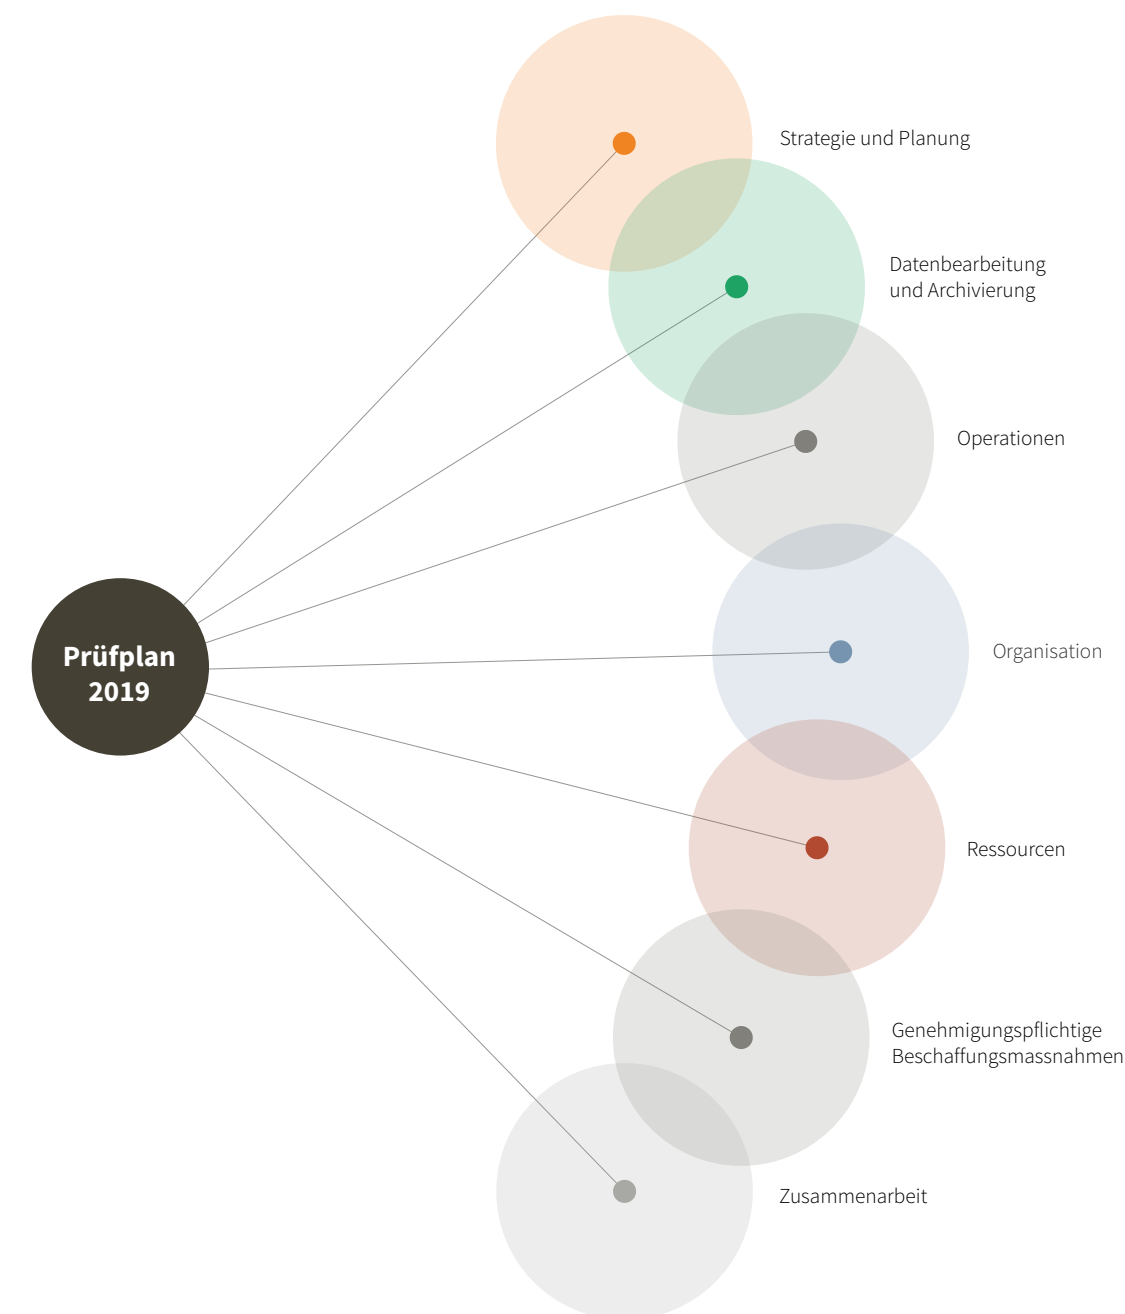 Strategie und Planung
Datenbearbeitung
und Archivierung
Operationen
Prüfplan
2019
Organisation
Ressourcen
Genehmigungspflichtige
Beschaffungsmassnahmen
Zusammenarbeit